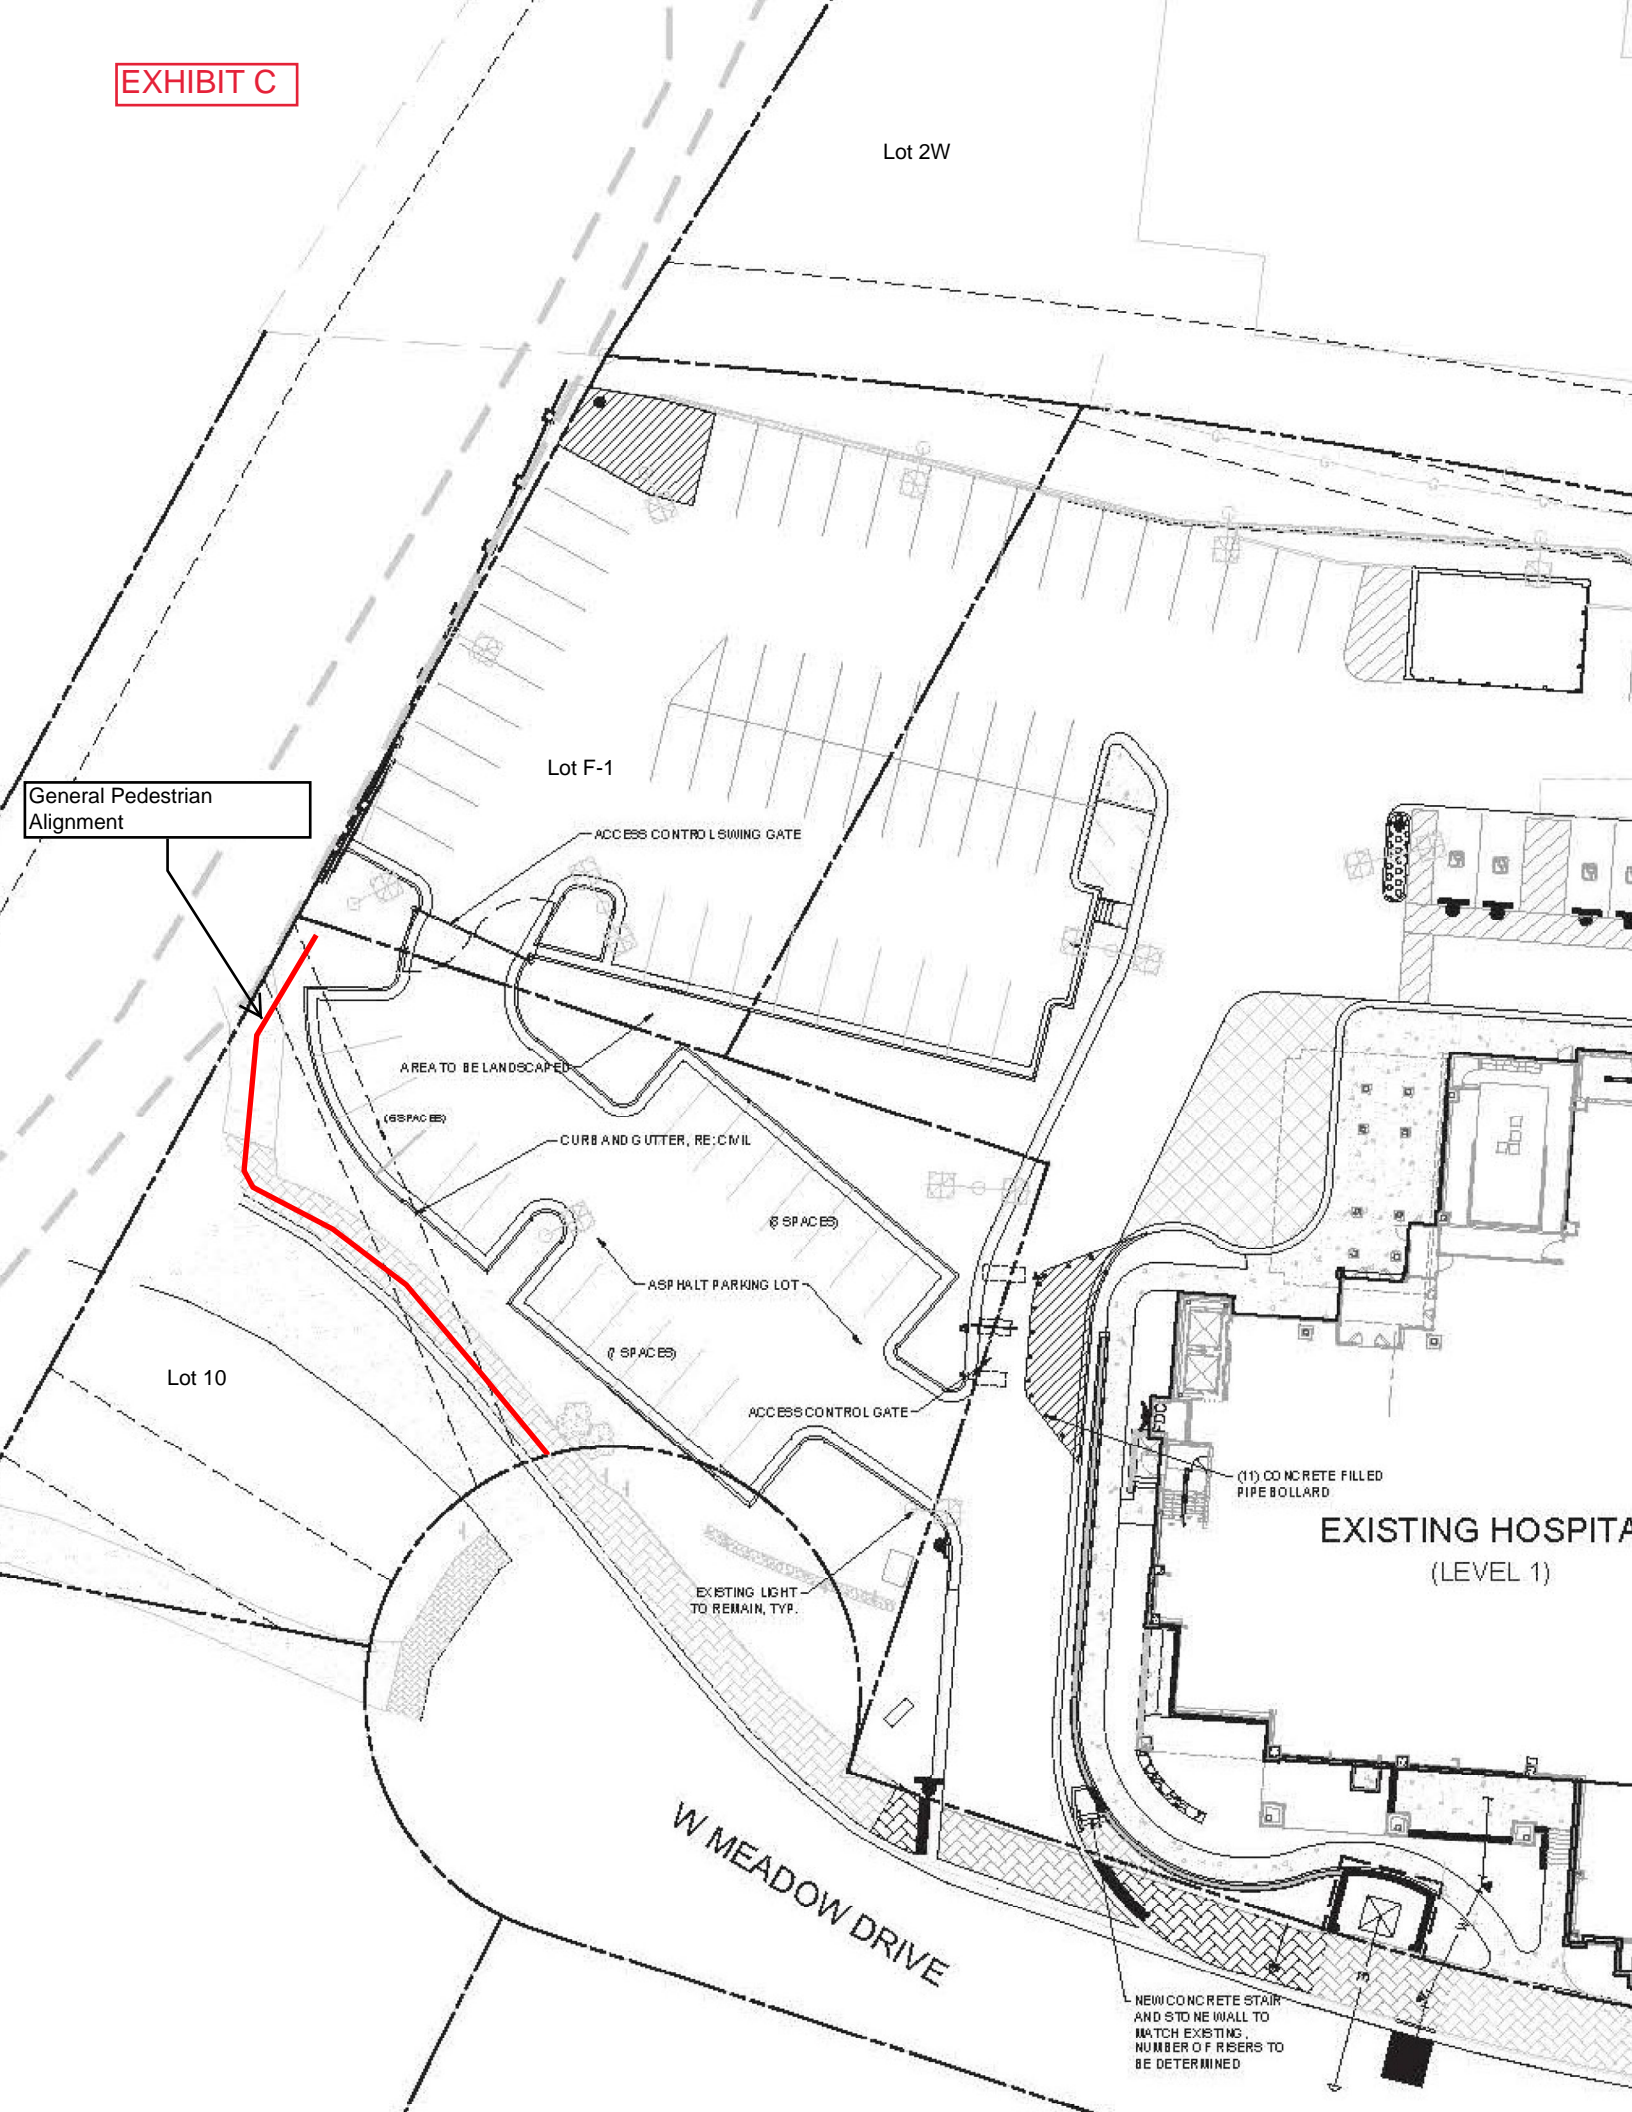 EXHIBIT C
Lot 2W
Lot F-1
General Pedestrian
Alignment
ACCESS CONTROL SWING GATE
AREA TO BE LANDSCAPED
(6 SPACES)
CURB AND GUTTER, RE: CIVIL
(8 SPACES)
ASPHALT PARKING LOT
(7 SPACES)
Lot 10
ACCESS CONTROL GATE
FDC
(11) CONCRETE FILLED
PIPE BOLLARD
EXISTING HOSPITA
(LEVEL 1)
EXISTING LIGHT
TO REMAIN, TYP.
W MEADOW DRIVE
NEW CONCRETE STAIR
AND STONE WALL TO
MATCH EXISTING,
NUMBER OF RISERS TO
BE DETERMINED